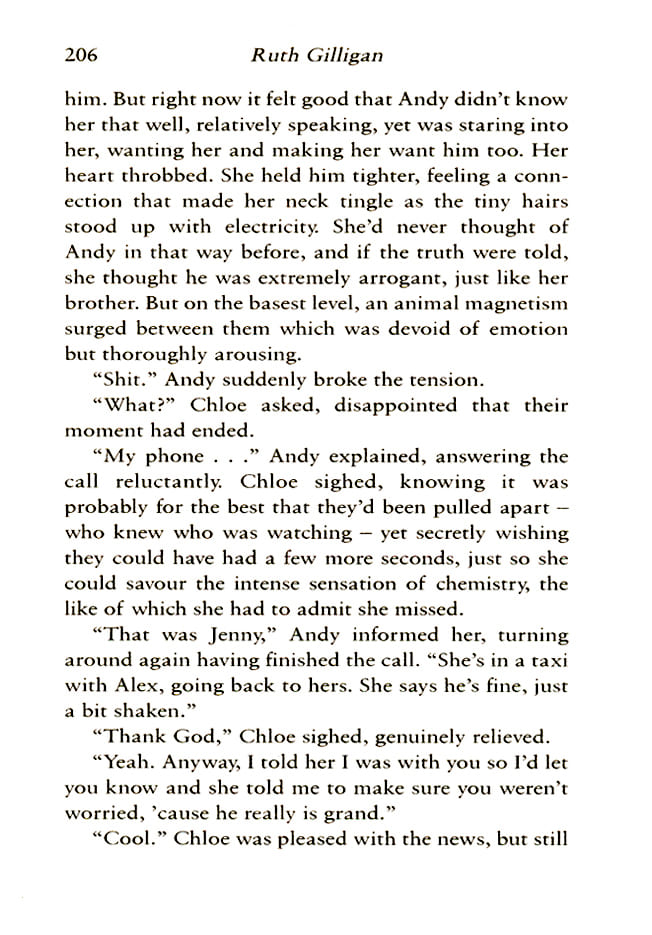 206 Ruth Gilligan
him. But right now it felt good that Andy didn't know
her that well, relatively speaking, yet was staring into
her, wanting her and making her want him too. Her
heart throbbed. She held him tighter, feeling a conn-
ection that made her neck tingle as the tiny hairs
stood up with electricity. She'd never thought of
Andy in that way before, and if the truth were told,
she thought he was extremely arrogant, just like her
brother. But on the basest level, an animal magnetism
surged between them which was devoid of emotion
but thoroughly arousing.
"Shit." Andy suddenly broke the tension.
"What?" Chloe asked, disappointed that their
moment had ended.
"My phone . . ." Andy explained, answering the
call reluctantly. Chloe sighed, knowing it was
probably for the best that they'd been pulled apart –
who knew who was watching – yet secretly wishing
they could have had a few more seconds, just so she
could savour the intense sensation of chemistry, the
like of which she had to admit she missed.
"That was Jenny," Andy informed her, turning
around again having finished the call. "She's in a taxi
with Alex, going back to hers. She says he's fine, just
a bit shaken."
"Thank God," Chloe sighed, genuinely relieved.
"Yeah. Anyway, I told her I was with you so I'd let
you know and she told me to make sure you weren't
worried, 'cause he really is grand."
"Cool." Chloe was pleased with the news, but still